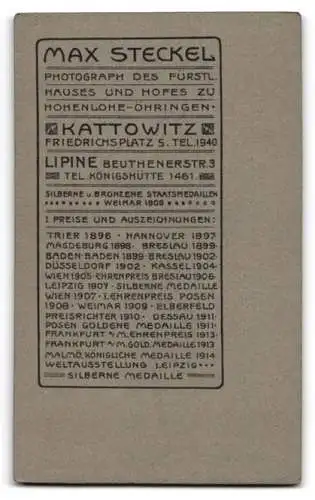 MAX STECKEL
PHOTOGRAPH DES FÜRSTL.
HAUSES UND HOFES ZU
HOHENLOHE-ÖHRINGEN·
KATTOWITZ
FRIEDRICHSPLATZ 5. TEL. 1940
LIPINE BEUTHENERSTR. 3
TEL KÖNIGSHÜTTE 1461
SILBERNE U. BRONZENE STAATSMEDAILLEN
WEIMAR 1909
I PREISE UND AUSZEICHNUNGEN:
TRIER 1896 · HANNOVER 1897·
MAGDEBURG 1898· BRESLAU 1899·
BADEN-BADEN 1899·BRESLAU 1902·
DÜSSELDORF 1902 · KASSEL 1904·
WIEN 1905·EHRENPREIS BRESLAU 1906·
LEIPZIG 1907· SILBERNE MEDAILLE
WIEN 1907·LEHRENPREIS POSEN
1908 · WEIMAR 1909· ELBERFELD
PREISRICHTER 1910· DESSAU 1911·
POSEN GOLDENE MEDAILLE 1911·
FRANKFURT A/M. EHRENPREIS 1913·
FRANKFURT A/M. GOLD. MEDAILLE 1913
MALMÖ, KÖNIGLICHE MEDAILLE 1914
WELTAUSSTELLUNG LEIPZIG···
SILBERNE MEDAILLE